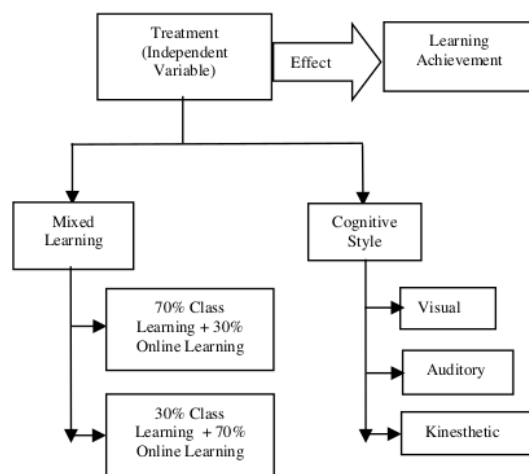 Treatment
(Independent
Variable)
Effect
Learning
Achievement
Mixed
Learning
Cognitive
Style
70% Class
Learning + 30%
Online Learning
30% Class
Learning + 70%
Online Learning
Visual
Auditory
Kinesthetic